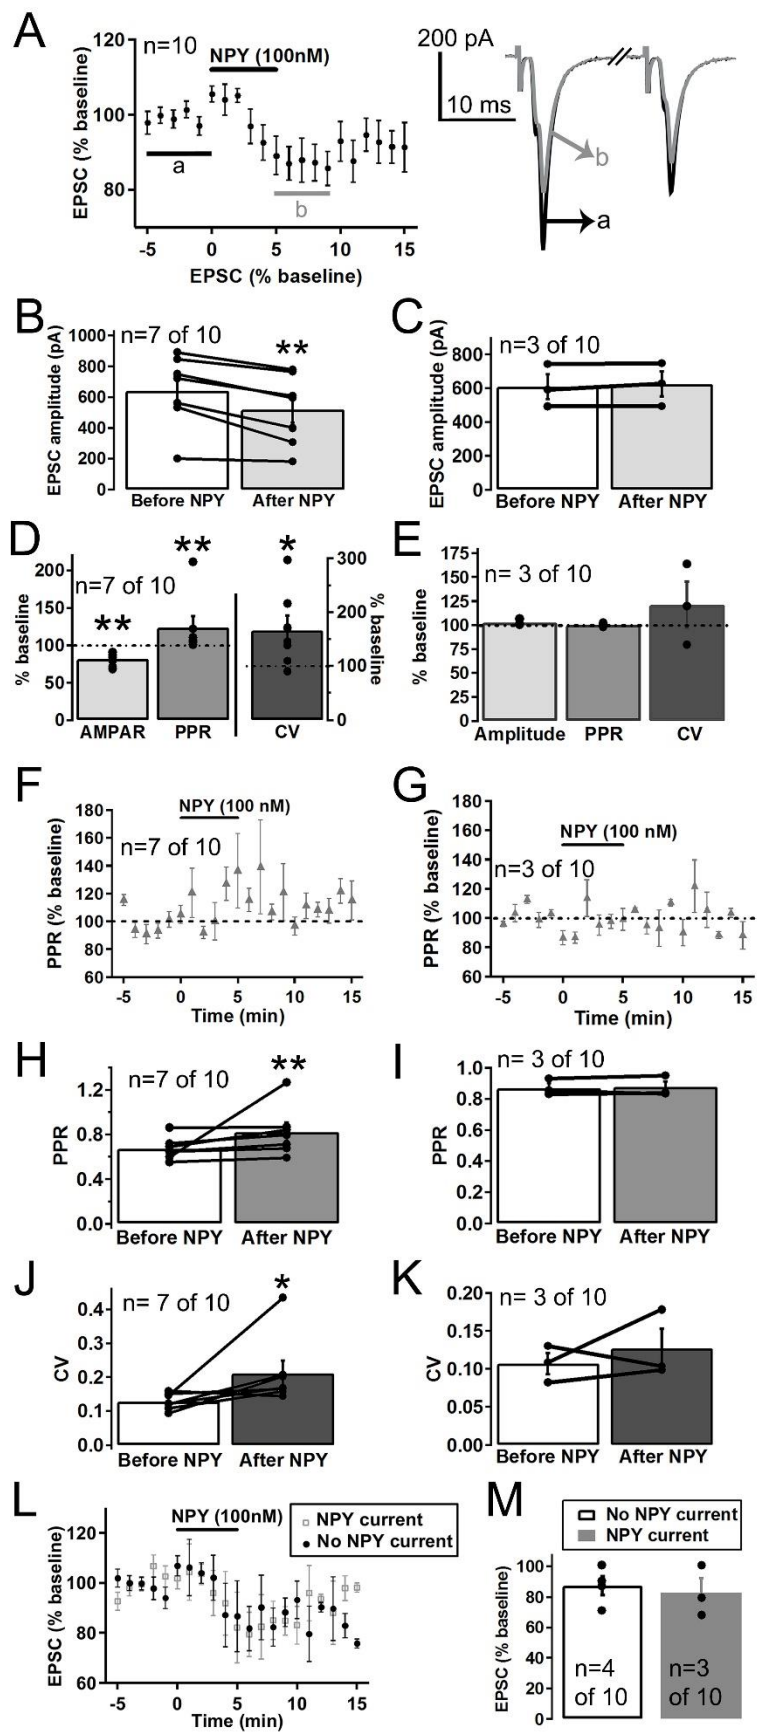 A
n=10
NPY (100nM)
EPSC (% baseline)
120
100
80
a
b
-5 0 5 10 15
EPSC (% baseline)
200 pA
10 ms
b
a
B
n=7 of 10
**
EPSC amplitude (pA)
1000
800
600
400
200
0
Before NPY After NPY
C
n=3 of 10
EPSC amplitude (pA)
800
600
400
200
0
Before NPY After NPY
D
n=7 of 10
** ** *
% baseline
200
150
100
50
0
300
200
100
0
% baseline
AMPAR PPR CV
E
n= 3 of 10
% baseline
175
150
125
100
75
50
25
0
Amplitude PPR CV
F
NPY (100 nM)
n=7 of 10
PPR (% baseline)
180
160
140
120
100
80
60
-5 0 5 10 15
Time (min)
G
NPY (100 nM)
n=3 of 10
PPR (% baseline)
180
160
140
120
100
80
60
-5 0 5 10 15
Time (min)
H
n=7 of 10
**
PPR
1.2
0.8
0.4
0.0
Before NPY After NPY
I
n= 3 of 10
PPR
1.0
0.8
0.6
0.4
0.2
0.0
Before NPY After NPY
J
n= 7 of 10
*
CV
0.4
0.3
0.2
0.1
0.0
Before NPY After NPY
K
n= 3 of 10
CV
0.20
0.15
0.10
0.05
0.00
Before NPY After NPY
L
NPY (100nM)
NPY current
No NPY current
EPSC (% baseline)
120
100
80
60
-5 0 5 10 15
Time (min)
M
No NPY current
NPY current
EPSC (% baseline)
100
80
60
40
20
0
n=4
of 10
n=3
of 10